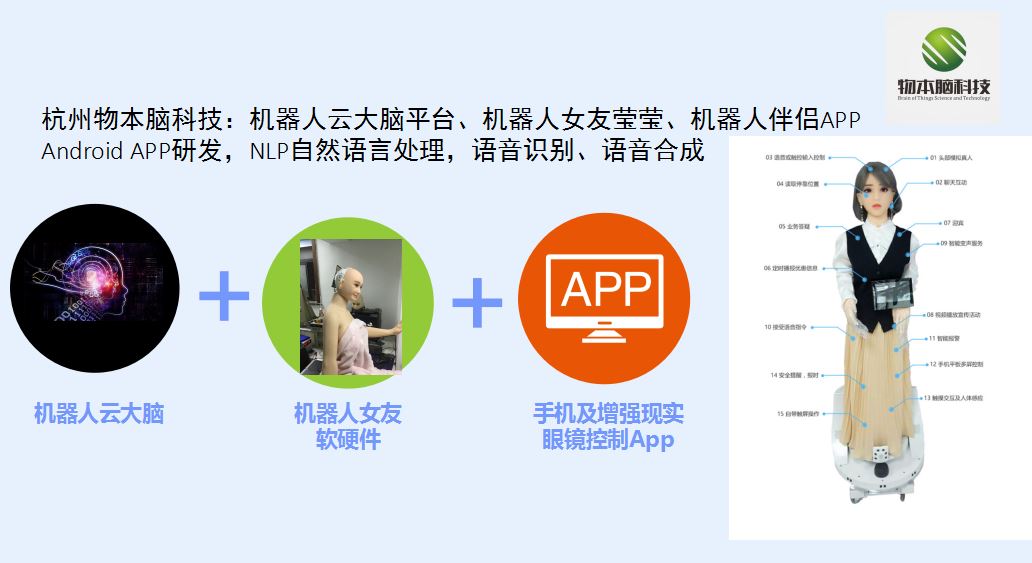 物本脑科技
Brain of Things Science and Technology
杭州物本脑科技：机器人云大脑平台、机器人女友莹莹、机器人伴侣APP
Android APP研发，NLP自然语言处理，语音识别、语音合成
机器人云大脑
机器人女友
软硬件
APP
手机及增强现实
眼镜控制App
03 语音或触控输入控制
01 头部模拟真人
04 读取停靠位置
02 聊天互动
05 业务答疑
07 迎宾
09 智能变声服务
06 定时播报优惠信息
08 视频播放宣传活动
10 接受语音指令
11 智能报警
12 手机平板多屏控制
14 安全提醒，报时
13 触摸交互及人体感应
15 自带触屏操作